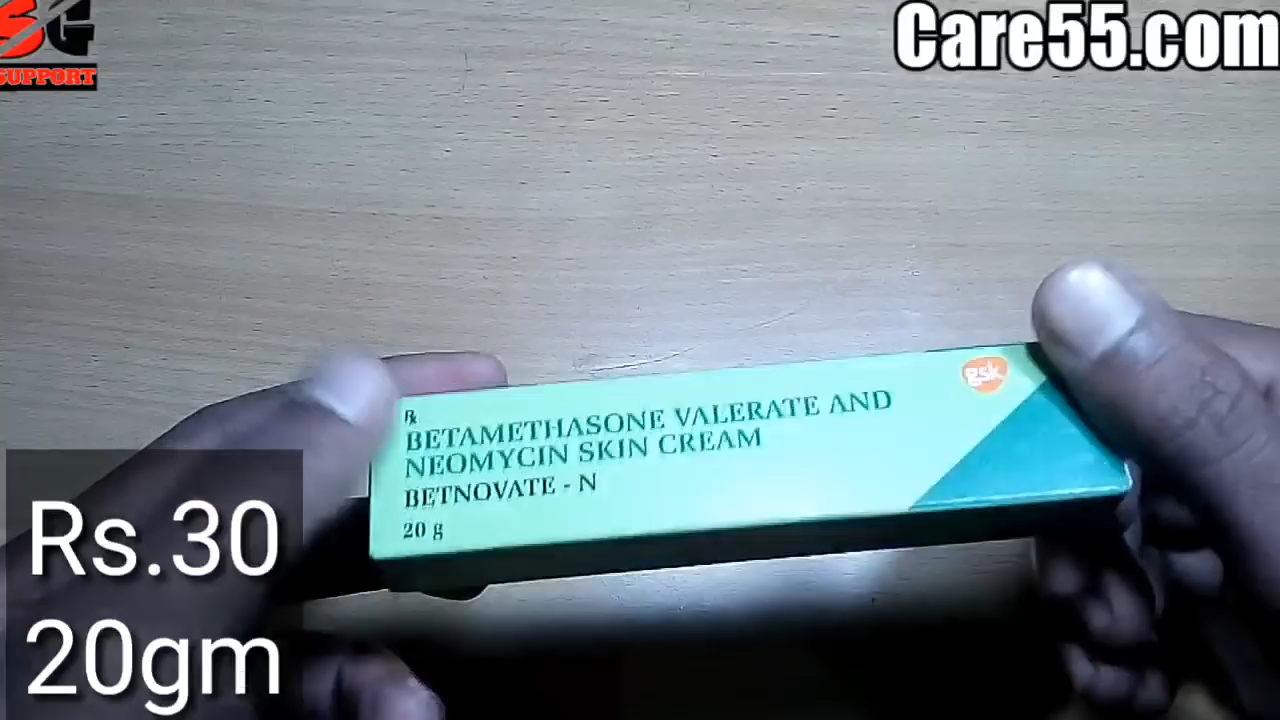 SG
SUPPORT
Care55.com
gsk
℞
BETAMETHASONE VALERATE AND
NEOMYCIN SKIN CREAM
BETNOVATE - N
20 g
Rs.30
20gm